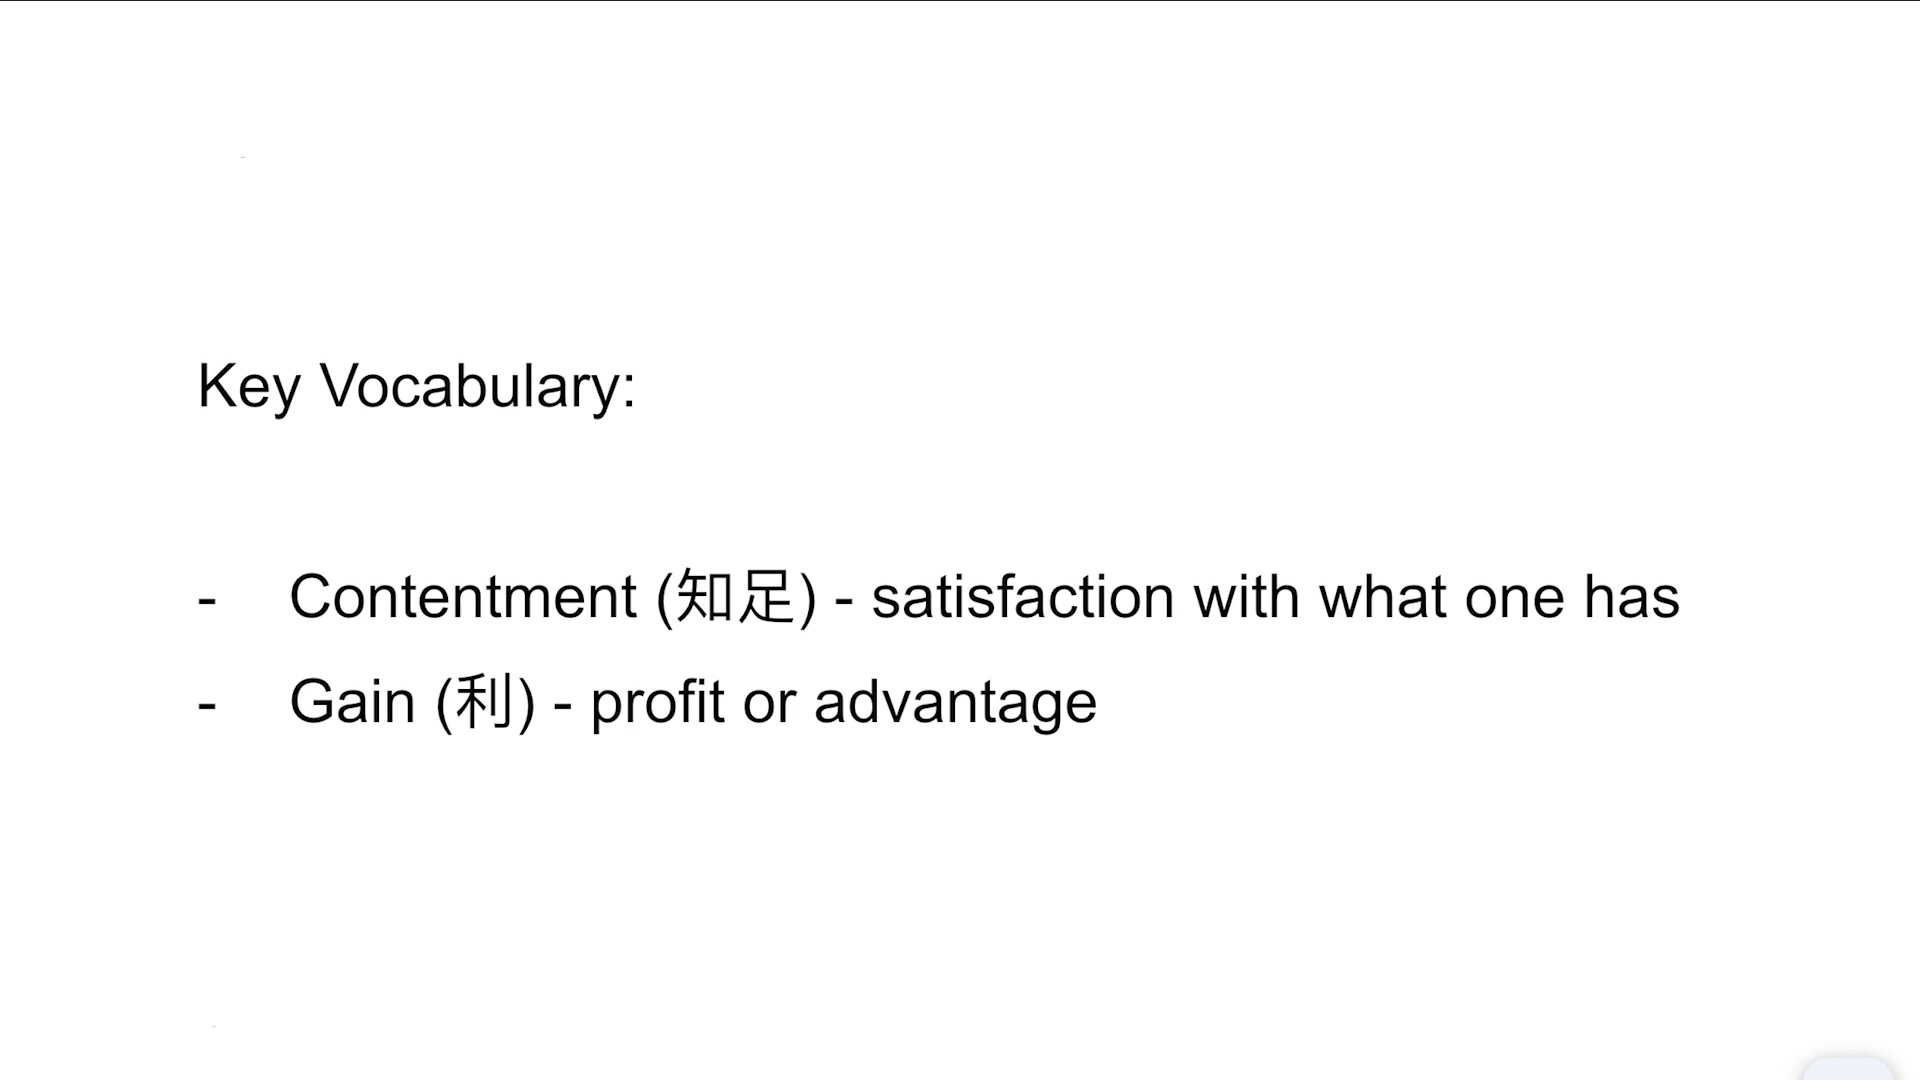 Key Vocabulary:
- Contentment (知足) - satisfaction with what one has
- Gain (利) - profit or advantage